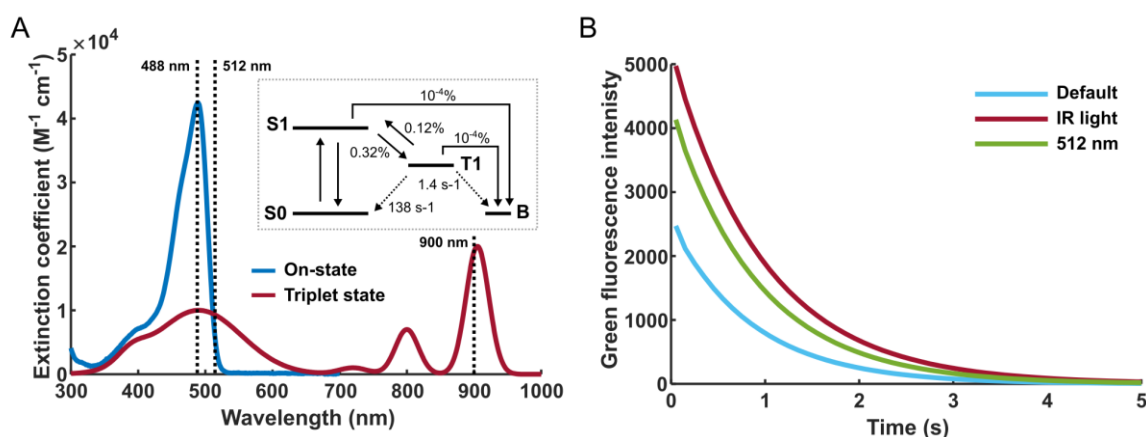 A
×10⁴
488 nm
512 nm
5
4
3
2
1
0
Extinction coefficient (M⁻¹ cm⁻¹)
10⁻⁴%
S1
0.12%
10⁻⁴%
0.32%
T1
1.4 s-1
S0
138 s-1
B
900 nm
On-state
Triplet state
300 400 500 600 700 800 900 1000
Wavelength (nm)
B
5000
4000
3000
2000
1000
0
Green fluorescence intenisty
Default
IR light
512 nm
0 1 2 3 4 5
Time (s)